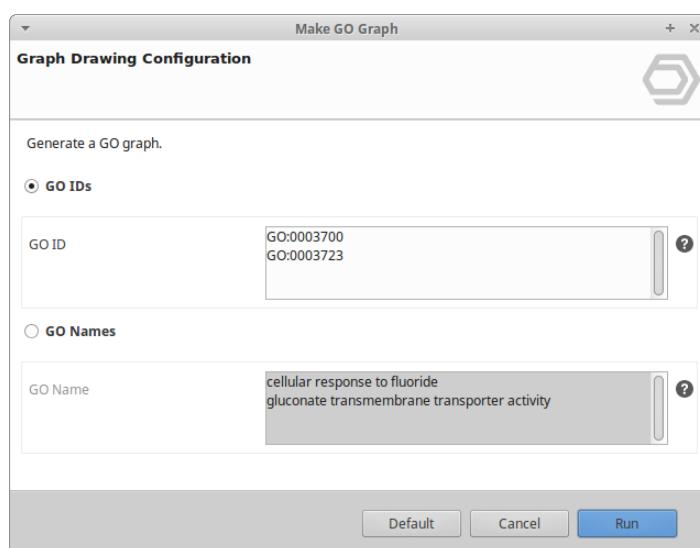 Make GO Graph
Graph Drawing Configuration
Generate a GO graph.
GO IDs
GO ID
GO:0003700
GO:0003723
GO Names
GO Name
cellular response to fluoride
gluconate transmembrane transporter activity
Default
Cancel
Run